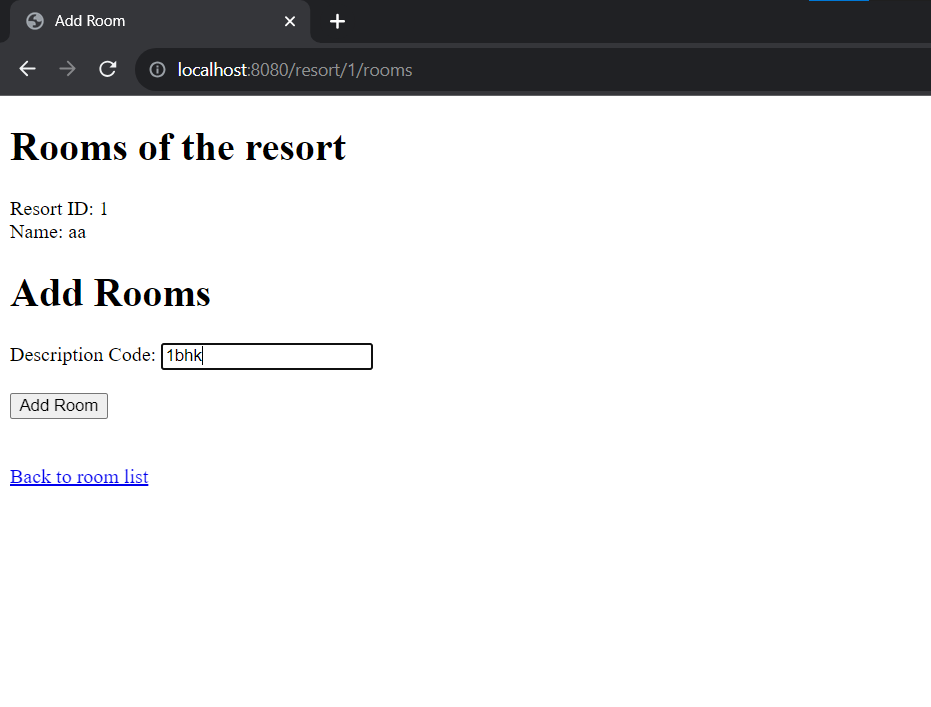 Add Room
localhost:8080/resort/1/rooms
Rooms of the resort
Resort ID: 1
Name: aa
Add Rooms
Description Code: 1bhk
Add Room
Back to room list